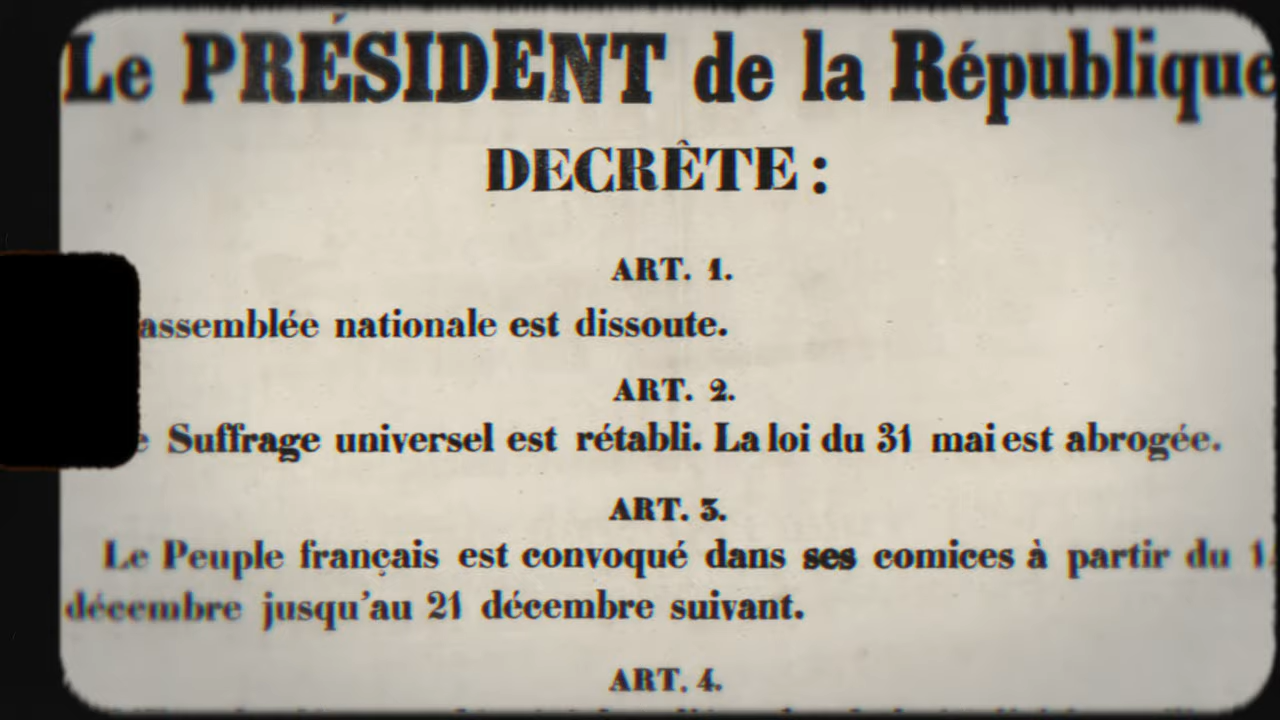 Le PRÉSIDENT de la République
DECRÊTE :
ART. 1.
assemblée nationale est dissoute.
ART. 2.
Suffrage universel est rétabli. La loi du 31 mai est abrogée.
ART. 3.
Le Peuple français est convoqué dans ses comices à partir du
décembre jusqu'au 21 décembre suivant.
ART. 4.